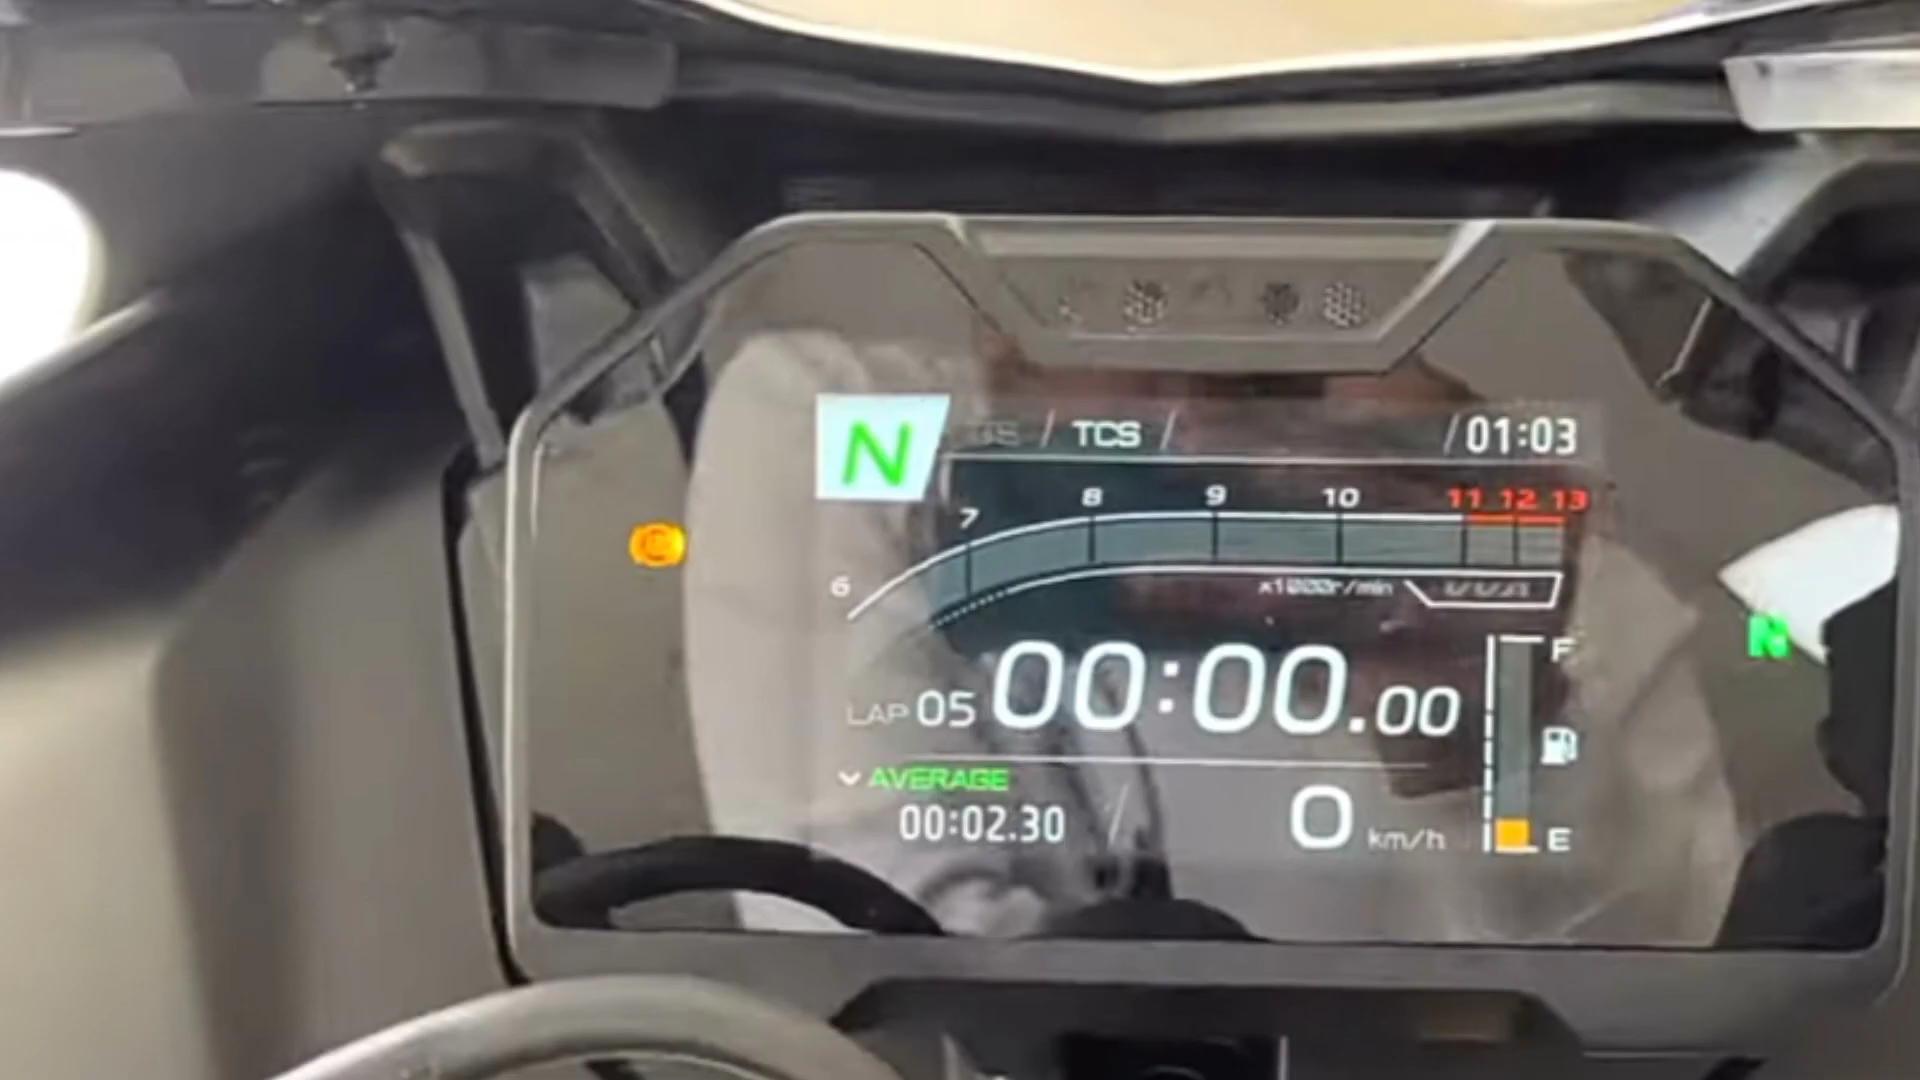 N / TCS / / 01:03
6 7 8 9 10 11 12 13
x1000r/min
LAP 05 00:00.00
F
N
AVERAGE
00:02.30
0 km/h
E